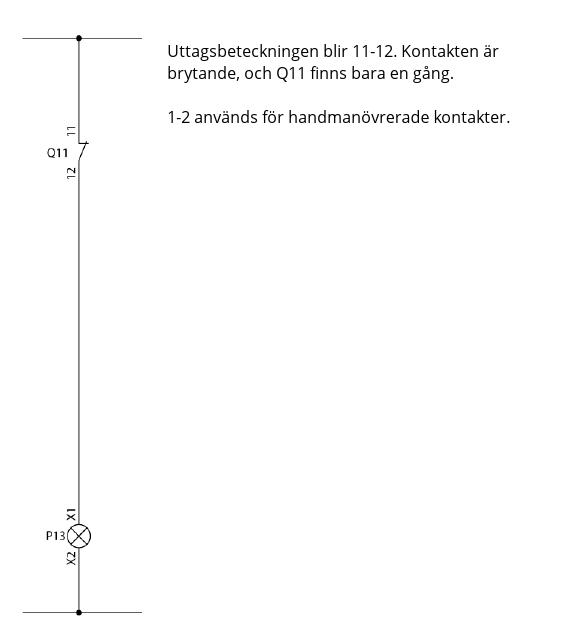 Uttagsbeteckningen blir 11-12. Kontakten är
brytande, och Q11 finns bara en gång.
1-2 används för handmanövrerade kontakter.
11
Q11
12
X1
P13
X2